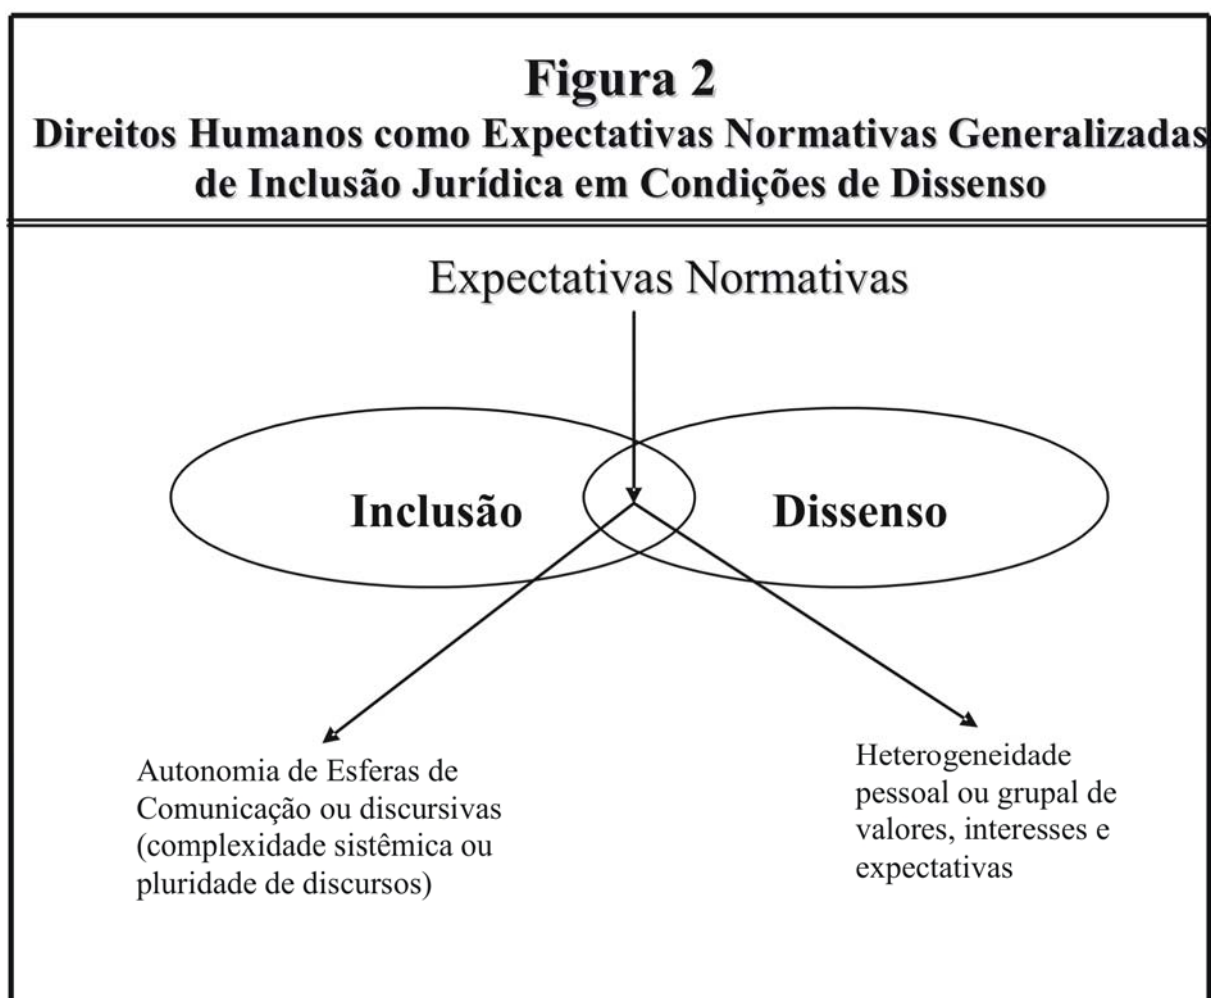 Figura 2
Direitos Humanos como Expectativas Normativas Generalizadas
de Inclusão Jurídica em Condições de Dissenso
Expectativas Normativas
Inclusão
Dissenso
Autonomia de Esferas de
Comunicação ou discursivas
(complexidade sistêmica ou
pluridade de discursos)
Heterogeneidade
pessoal ou grupal de
valores, interesses e
expectativas